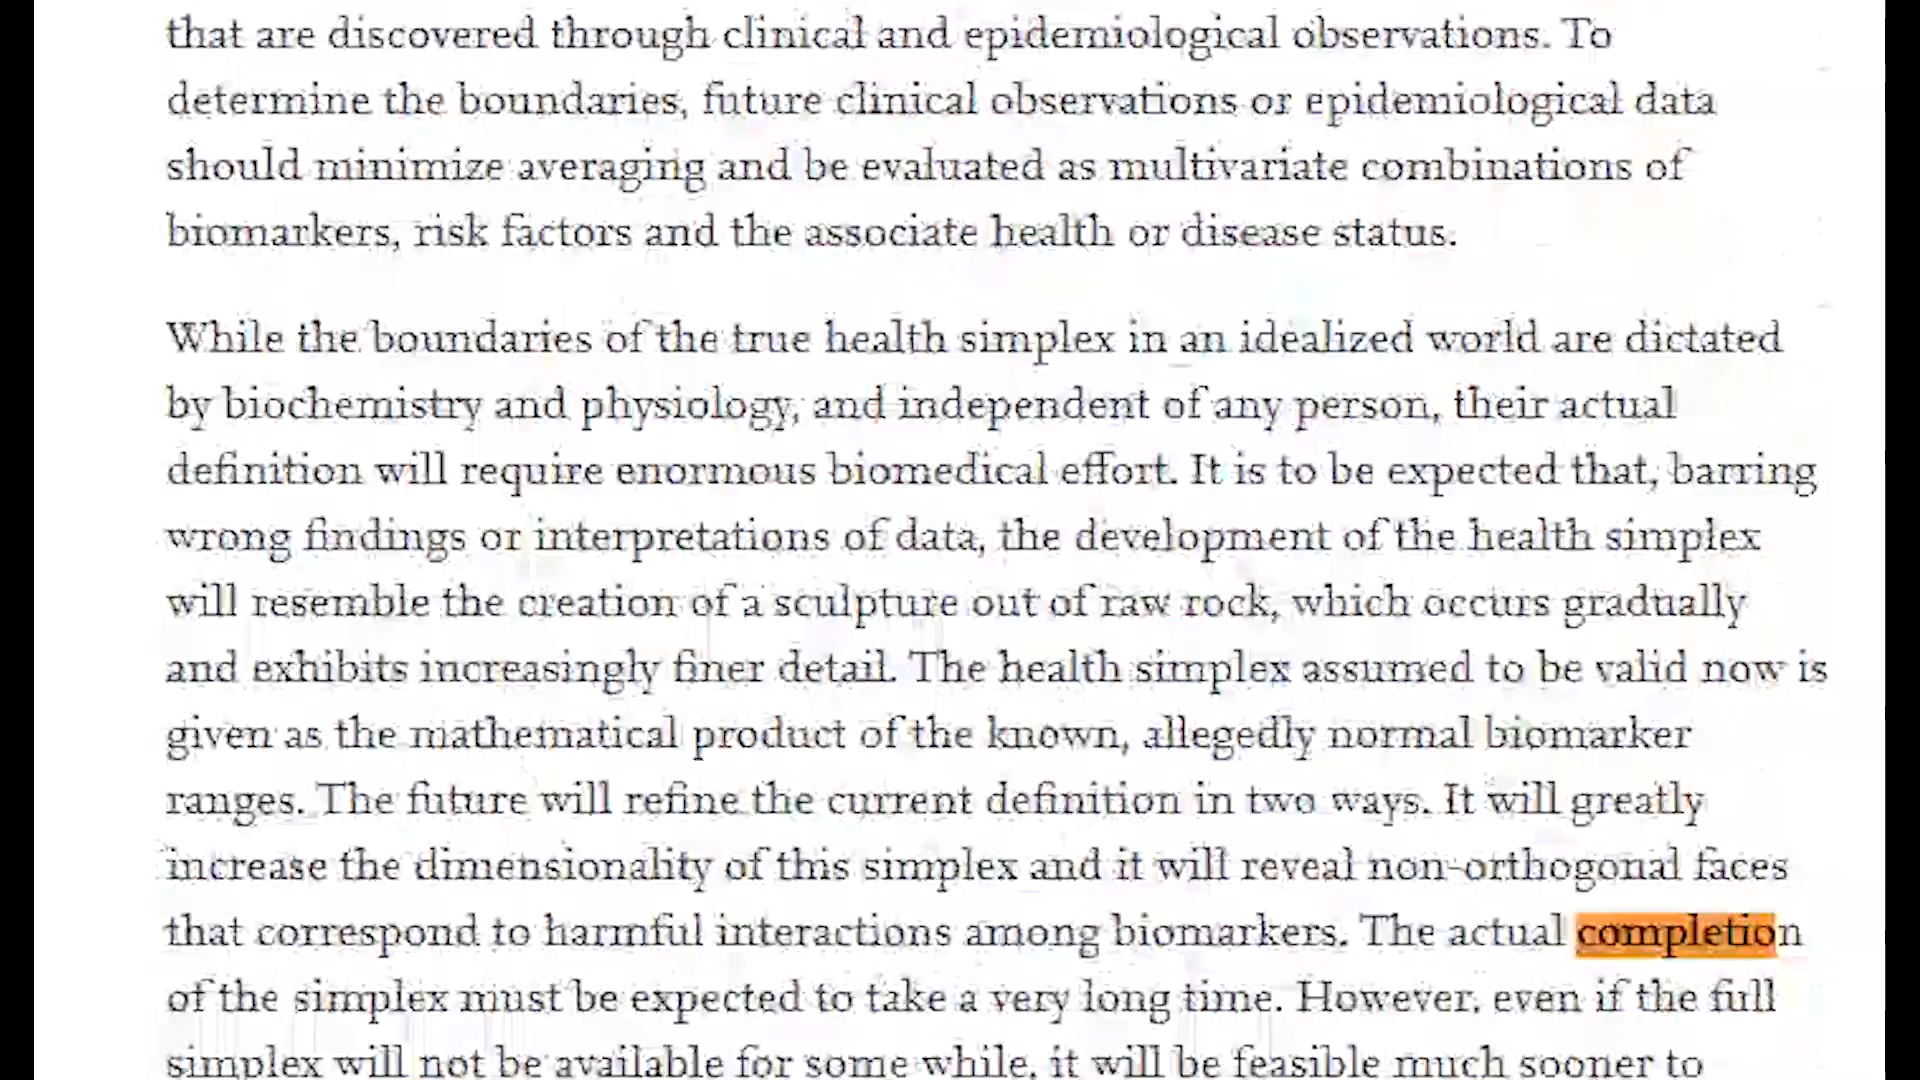 that are discovered through clinical and epidemiological observations. To
determine the boundaries, future clinical observations or epidemiological data
should minimize averaging and be evaluated as multivariate combinations of
biomarkers, risk factors and the associate health or disease status.
While the boundaries of the true health simplex in an idealized world are dictated
by biochemistry and physiology, and independent of any person, their actual
definition will require enormous biomedical effort. It is to be expected that, barring
wrong findings or interpretations of data, the development of the health simplex
will resemble the creation of a sculpture out of raw rock, which occurs gradually
and exhibits increasingly finer detail. The health simplex assumed to be valid now is
given as the mathematical product of the known, allegedly normal biomarker
ranges. The future will refine the current definition in two ways. It will greatly
increase the dimensionality of this simplex and it will reveal non-orthogonal faces
that correspond to harmful interactions among biomarkers. The actual completion
of the simplex must be expected to take a very long time. However, even if the full
simplex will not be available for some while, it will be feasible much sooner to